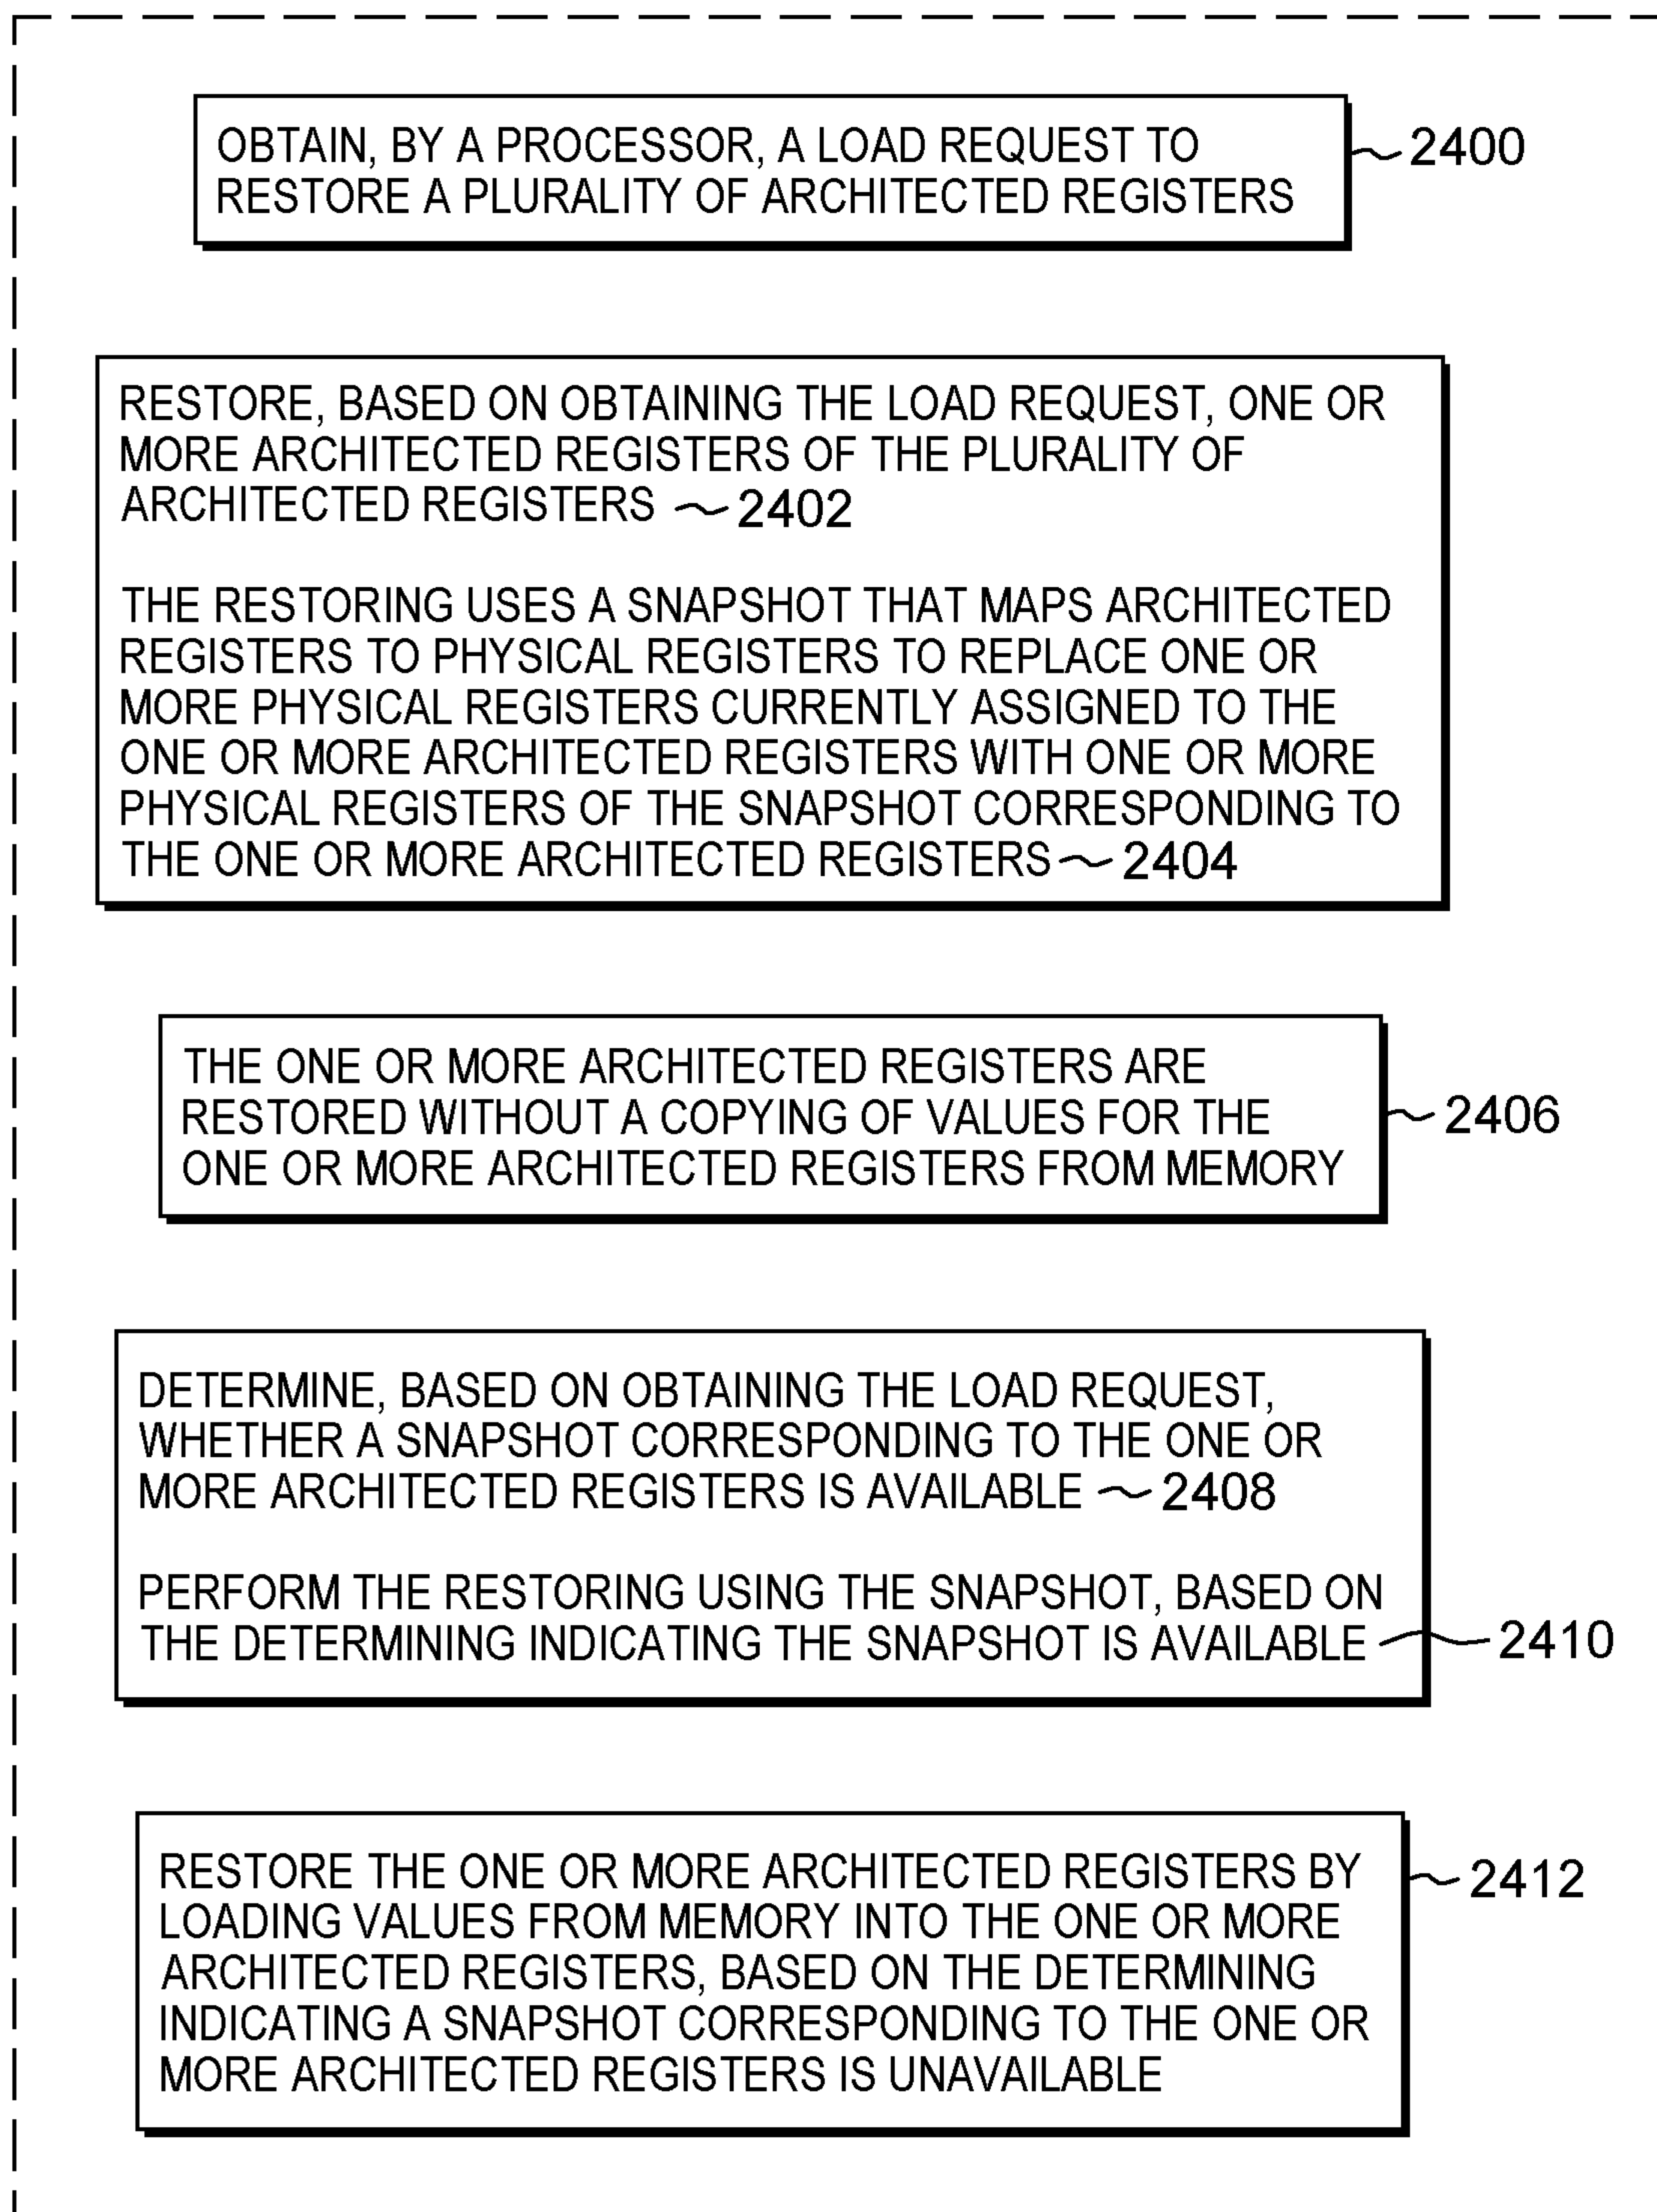 OBTAIN, BY A PROCESSOR, A LOAD REQUEST TO
RESTORE A PLURALITY OF ARCHITECTED REGISTERS
2400
RESTORE, BASED ON OBTAINING THE LOAD REQUEST, ONE OR
MORE ARCHITECTED REGISTERS OF THE PLURALITY OF
ARCHITECTED REGISTERS 2402
THE RESTORING USES A SNAPSHOT THAT MAPS ARCHITECTED
REGISTERS TO PHYSICAL REGISTERS TO REPLACE ONE OR
MORE PHYSICAL REGISTERS CURRENTLY ASSIGNED TO THE
ONE OR MORE ARCHITECTED REGISTERS WITH ONE OR MORE
PHYSICAL REGISTERS OF THE SNAPSHOT CORRESPONDING TO
THE ONE OR MORE ARCHITECTED REGISTERS 2404
THE ONE OR MORE ARCHITECTED REGISTERS ARE
RESTORED WITHOUT A COPYING OF VALUES FOR THE
ONE OR MORE ARCHITECTED REGISTERS FROM MEMORY
2406
DETERMINE, BASED ON OBTAINING THE LOAD REQUEST,
WHETHER A SNAPSHOT CORRESPONDING TO THE ONE OR
MORE ARCHITECTED REGISTERS IS AVAILABLE 2408
PERFORM THE RESTORING USING THE SNAPSHOT, BASED ON
THE DETERMINING INDICATING THE SNAPSHOT IS AVAILABLE 2410
RESTORE THE ONE OR MORE ARCHITECTED REGISTERS BY
LOADING VALUES FROM MEMORY INTO THE ONE OR MORE
ARCHITECTED REGISTERS, BASED ON THE DETERMINING
INDICATING A SNAPSHOT CORRESPONDING TO THE ONE OR
MORE ARCHITECTED REGISTERS IS UNAVAILABLE
2412